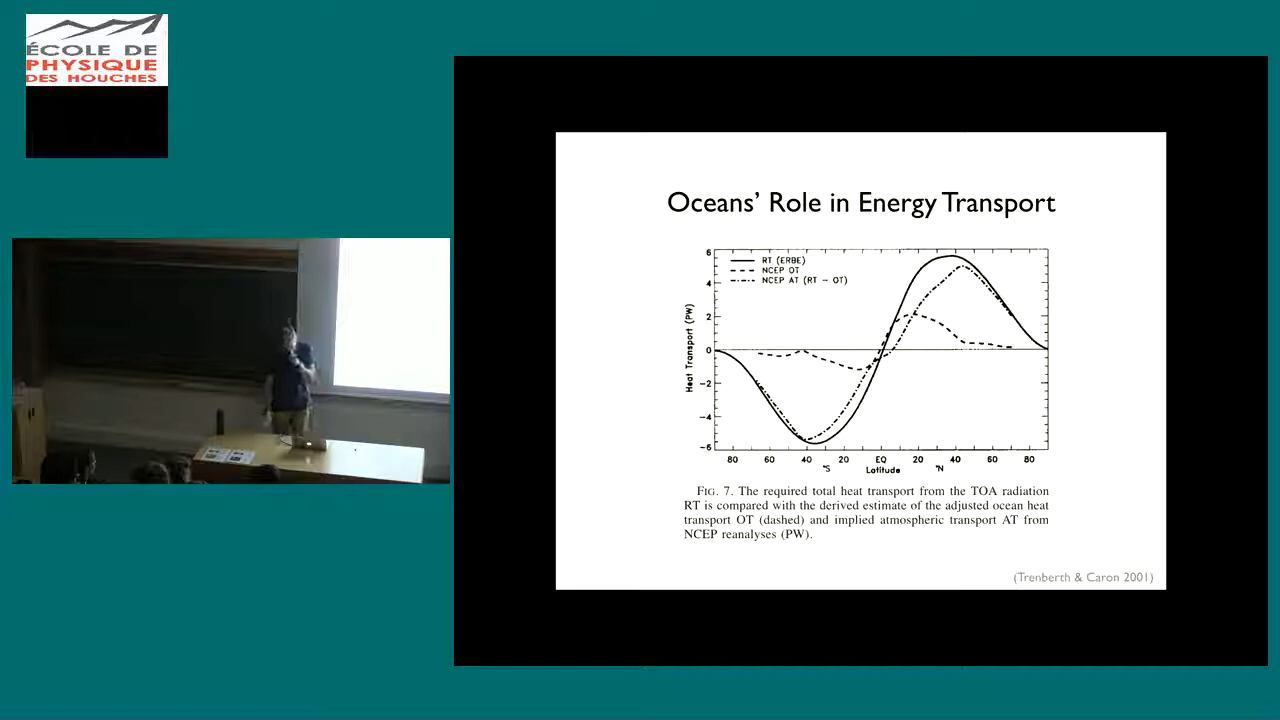 ÉCOLE DE
PHYSIQUE
DES HOUCHES
Oceans' Role in Energy Transport
RT (ERBE)
NCEP OT
NCEP AT (RT - OT)
Heat Transport (PW)
6
4
2
0
-2
-4
-6
80 60 40 20 EQ 20 40 60 80
°S Latitude °N
FIG. 7. The required total heat transport from the TOA radiation
RT is compared with the derived estimate of the adjusted ocean heat
transport OT (dashed) and implied atmospheric transport AT from
NCEP reanalyses (PW).
(Trenberth & Caron 2001)